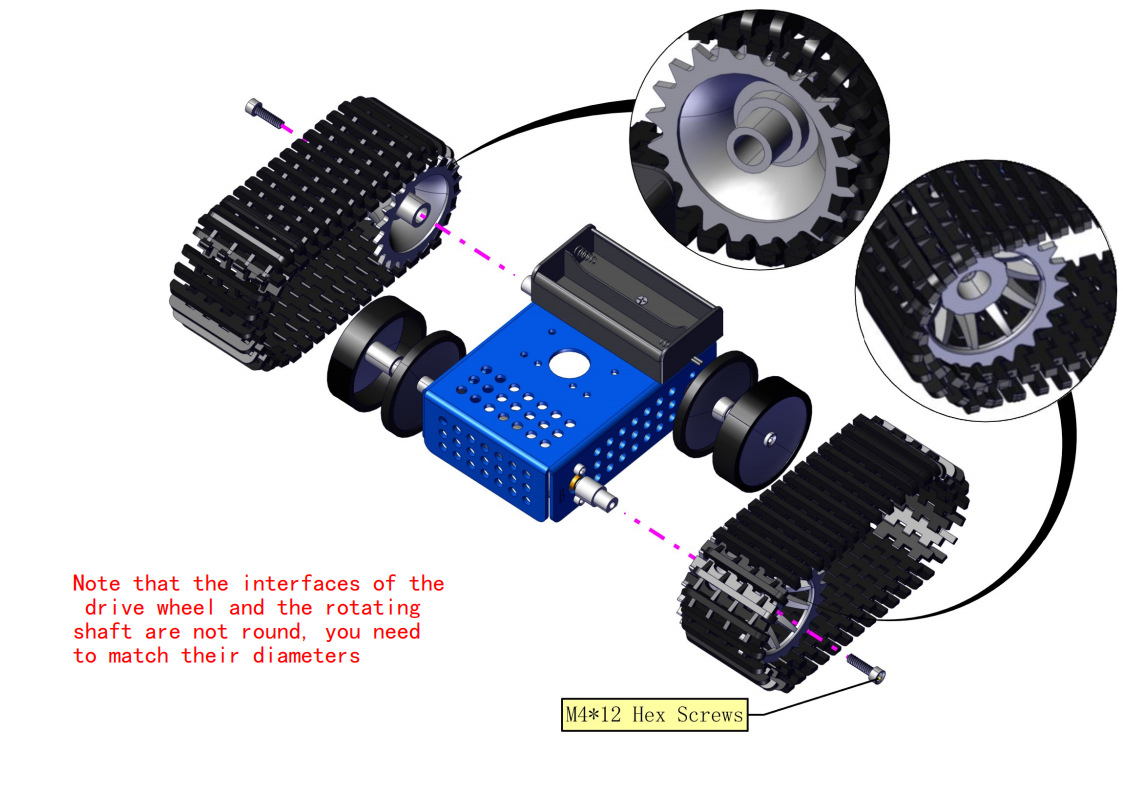 Note that the interfaces of the
drive wheel and the rotating
shaft are not round, you need
to match their diameters
M4*12 Hex Screws